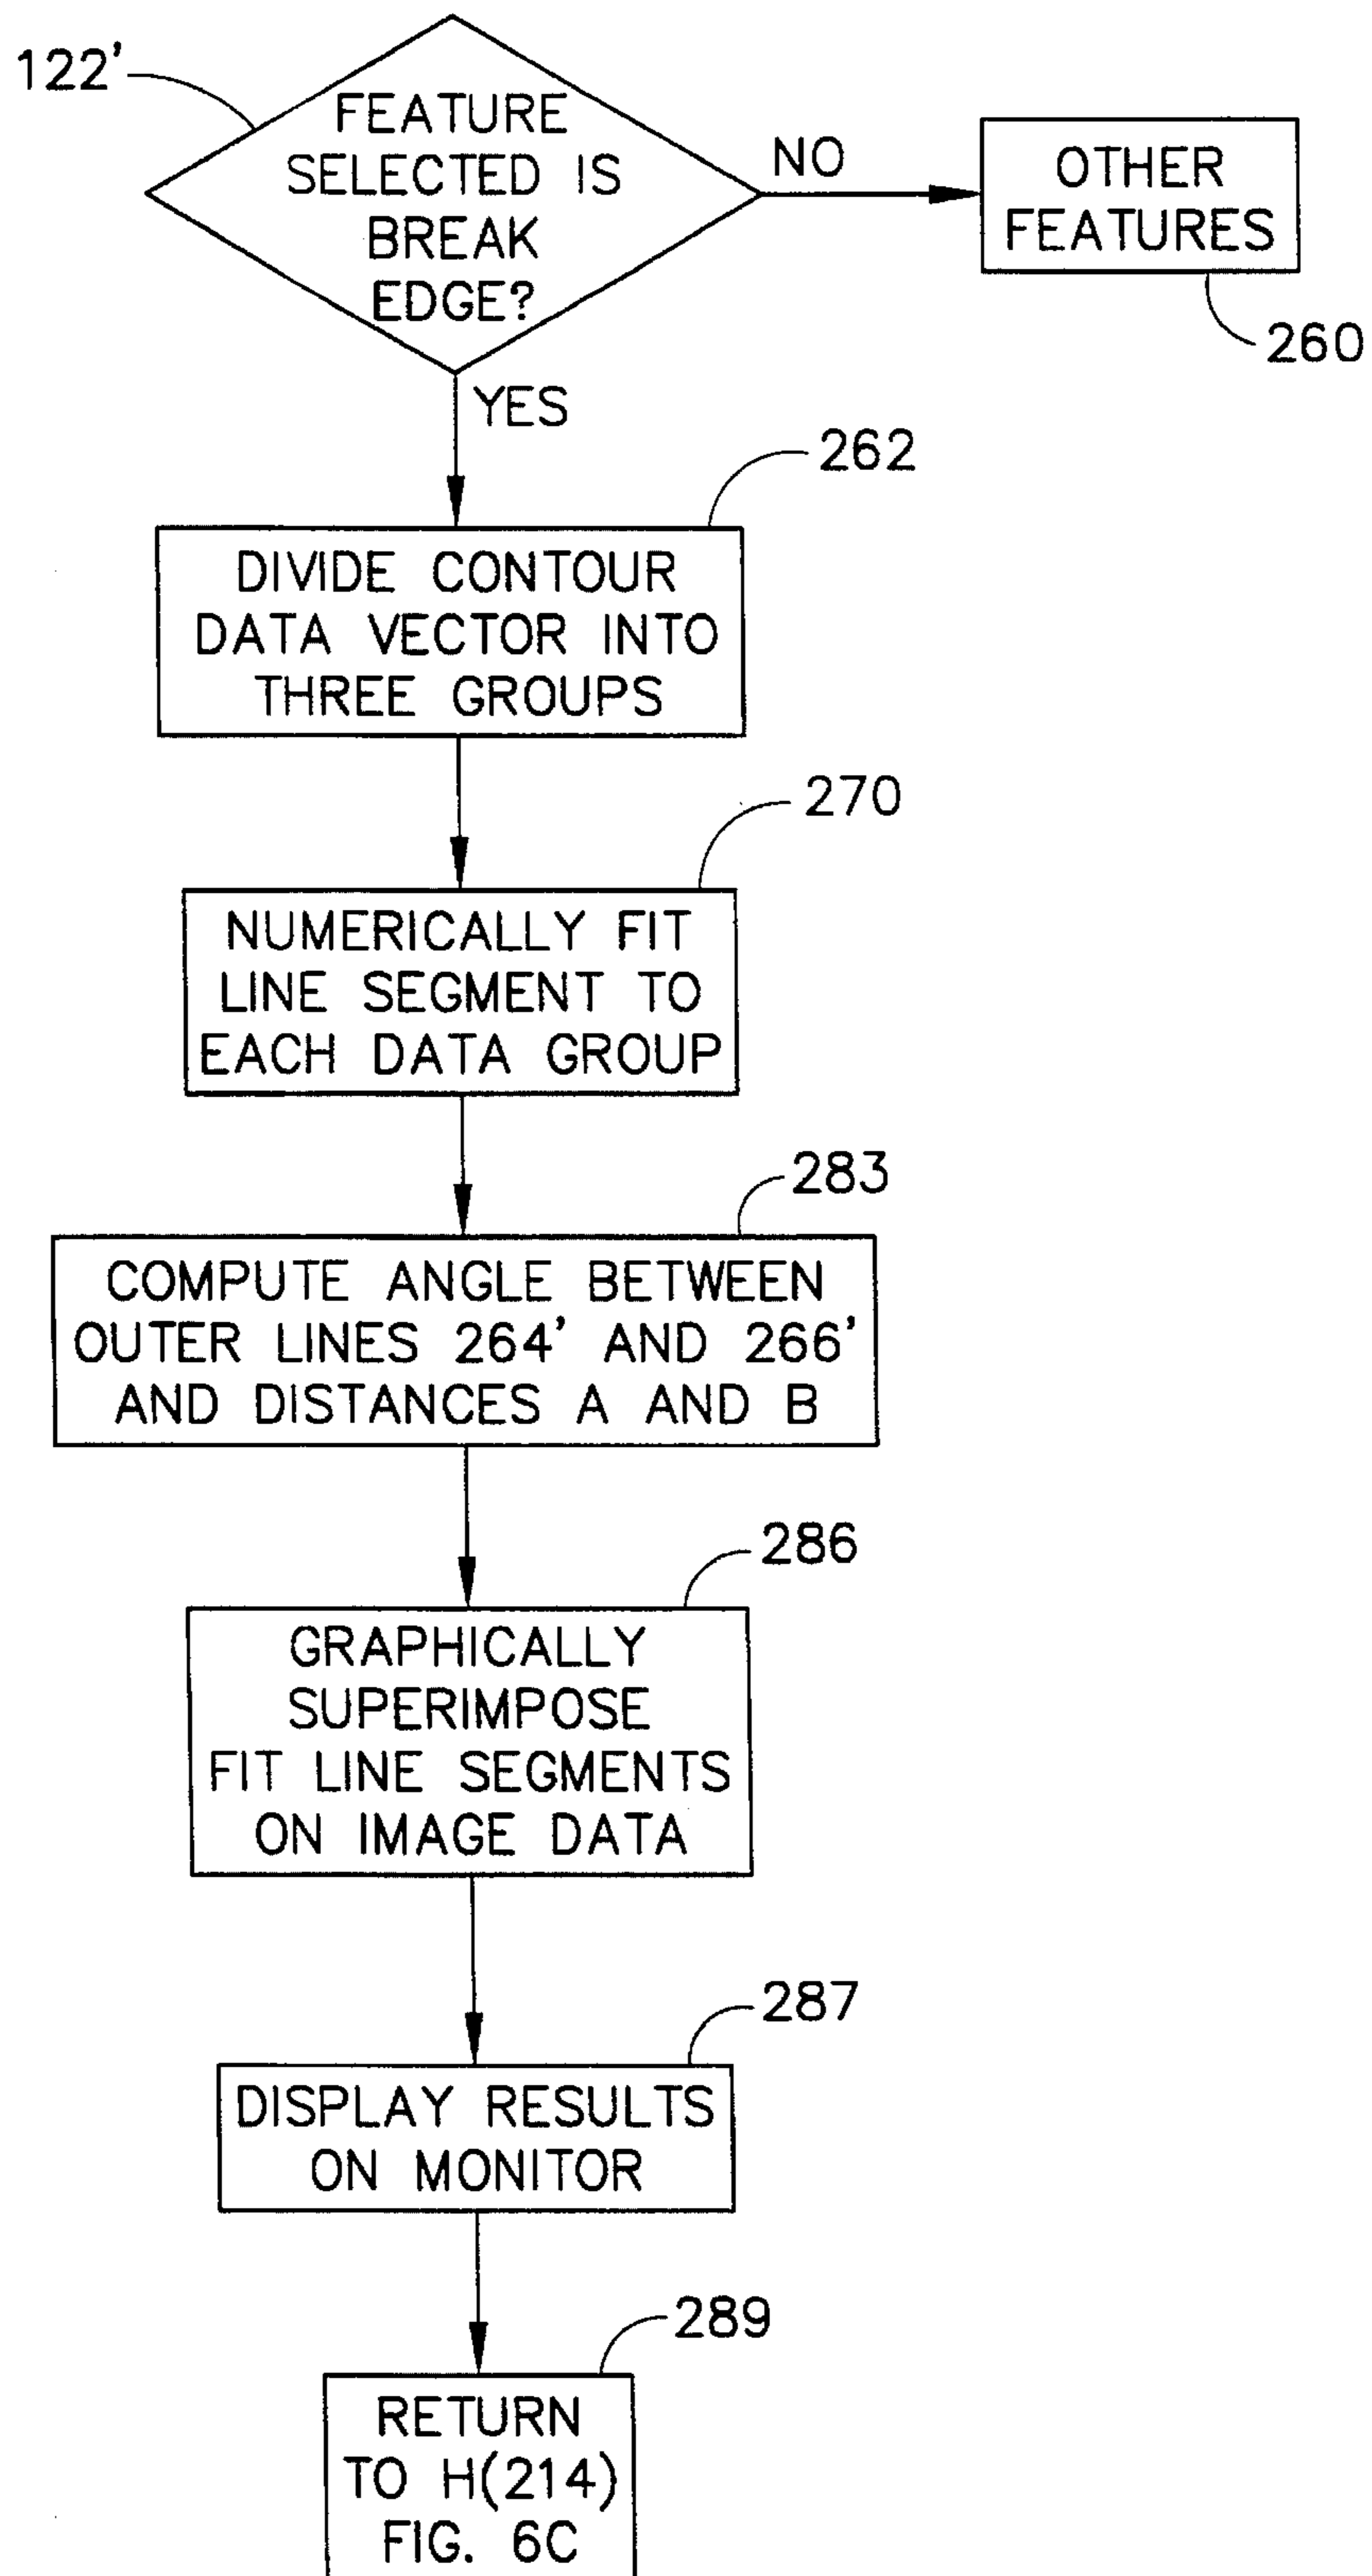 122'
FEATURE
SELECTED IS
BREAK
EDGE?
NO
OTHER
FEATURES
260
YES
262
DIVIDE CONTOUR
DATA VECTOR INTO
THREE GROUPS
270
NUMERICALLY FIT
LINE SEGMENT TO
EACH DATA GROUP
283
COMPUTE ANGLE BETWEEN
OUTER LINES 264' AND 266'
AND DISTANCES A AND B
286
GRAPHICALLY
SUPERIMPOSE
FIT LINE SEGMENTS
ON IMAGE DATA
287
DISPLAY RESULTS
ON MONITOR
289
RETURN
TO H(214)
FIG. 6C